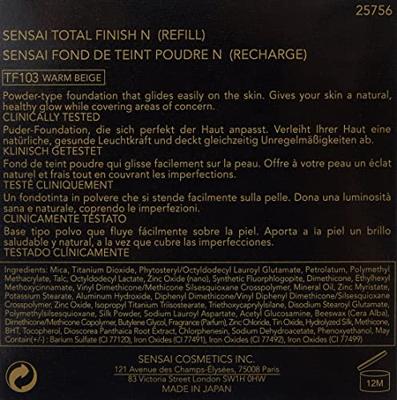 25756
SENSAI TOTAL FINISH N (REFILL)
SENSAI FOND DE TEINT POUDRE N (RECHARGE)
TF103 WARM BEIGE
Powder-type foundation that glides easily on the skin. Gives your skin a natural,
healthy glow while covering areas of concern.
CLINICALLY TESTED
Puder-Foundation, die sich perfekt der Haut anpasst. Verleiht Ihrer Haut eine
natürliche, gesunde Leuchtkraft und deckt gleichzeitig Unregelmäßigkeiten ab.
KLINISCH GETESTET
Fond de teint poudre qui glisse facilement sur la peau. Offre à votre peau un éclat
naturel et frais tout en couvrant les imperfections.
TESTÉ CLINIQUEMENT
Un fondotinta in polvere che si stende facilmente sulla pelle. Dona una luminosità
sana e naturale, coprendo le imperfezioni.
CLINICAMENTE TESTATO
Base tipo polvo que fluye fácilmente sobre la piel. Aporta a ia piel un brillo
saludable y natural, a la vez que cubre las imperfecciones.
TESTADO CLÍNICAMENTE
Ingredients: Mica, Titanium Dioxide, Phytosteryl/Octyldodecyl Lauroyl Glutamate, Petrolatum, Polymethyl
Methacrylate, Talc, Octyldodecyl Lactate, Zinc Oxide (nano), Synthetic Fluorphlogopite, Dimethicone, Ethylhexyl
Methoxycinnamate, Vinyl Dimethicone/Methicone Silsesquioxane Crosspolymer, Mineral Oil, Zinc Myristate,
Potassium Stearate, Aluminum Hydroxide, Diphenyl Dimethicone/Vinyl Diphenyl Dimethicone/Silsesquioxane
Crosspolymer, Zinc Oxide, Isopropyl Titanium Triisostearate, Triethoxycaprylylsilane, Disodium Stearoyl Glutamate,
Polymethylsilsesquioxane, Silk Powder, Sodium Lauroyl Aspartate, Acetyl Glucosamine, Beeswax (Cera Alba),
Dimethicone/Methicone Copolymer, Butylene Glycol, Fragrance (Parfum), Zinc Chloride, Tin Oxide, Hydrolyzed Silk, Methicone,
BHT, Tocopherol, Dioscorea Panthaica Root Extract, Chlorphenesin, Sodium Dehydroacetate, Phenoxyethanol, May
Contain(+/-): Barium Sulfate (CI 77120), Iron Oxides (CI 77491), Iron Oxides (CI 77492), Iron Oxides (CI 77499)
SENSAI COSMETICS INC.
121 Avenue des Champs-Élysées, 75008 Paris
83 Victoria Street London SW1H 0HW
MADE IN JAPAN
12M